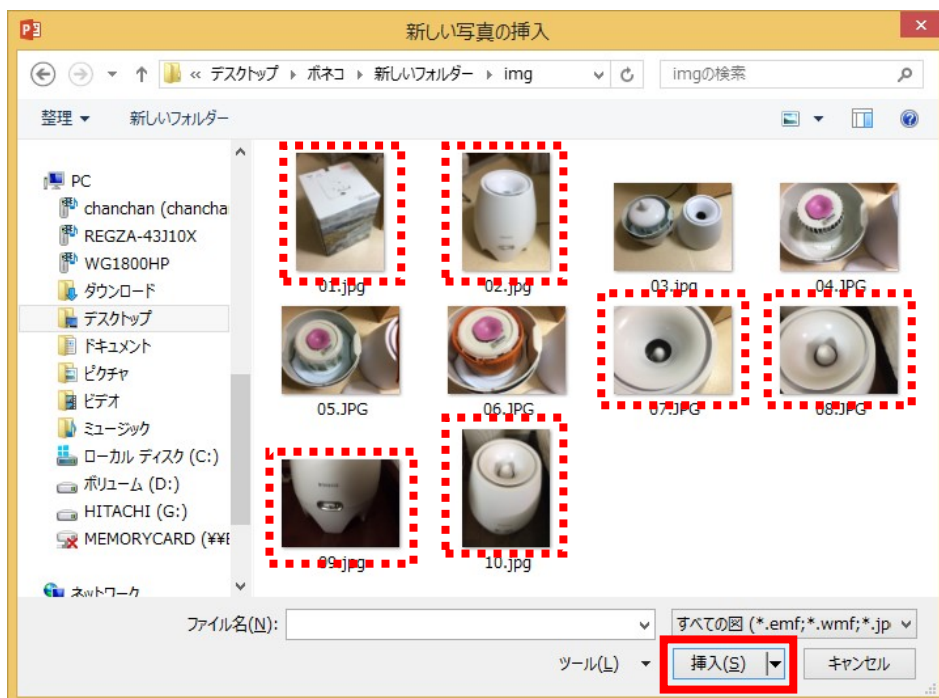 新しい写真の挿入
« デスクトップ ▸ ボネコ ▸ 新しいフォルダー ▸ img
imgの検索
整理 ▼ 新しいフォルダー
PC
chanchan (chancha
REGZA-43J10X
WG1800HP
ダウンロード
デスクトップ
ドキュメント
ピクチャ
ビデオ
ミュージック
ローカル ディスク (C:)
ボリューム (D:)
HITACHI (G:)
MEMORYCARD (¥¥
ネットワーク
01.jpg 02.jpg 03.jpg 04.JPG
05.JPG 06.JPG 07.JPG 08.JPG
09.jpg 10.jpg
ファイル名(N):
すべての図 (*.emf;*.wmf;*.jp
ツール(L) ▼ 挿入(S) ▼ キャンセル